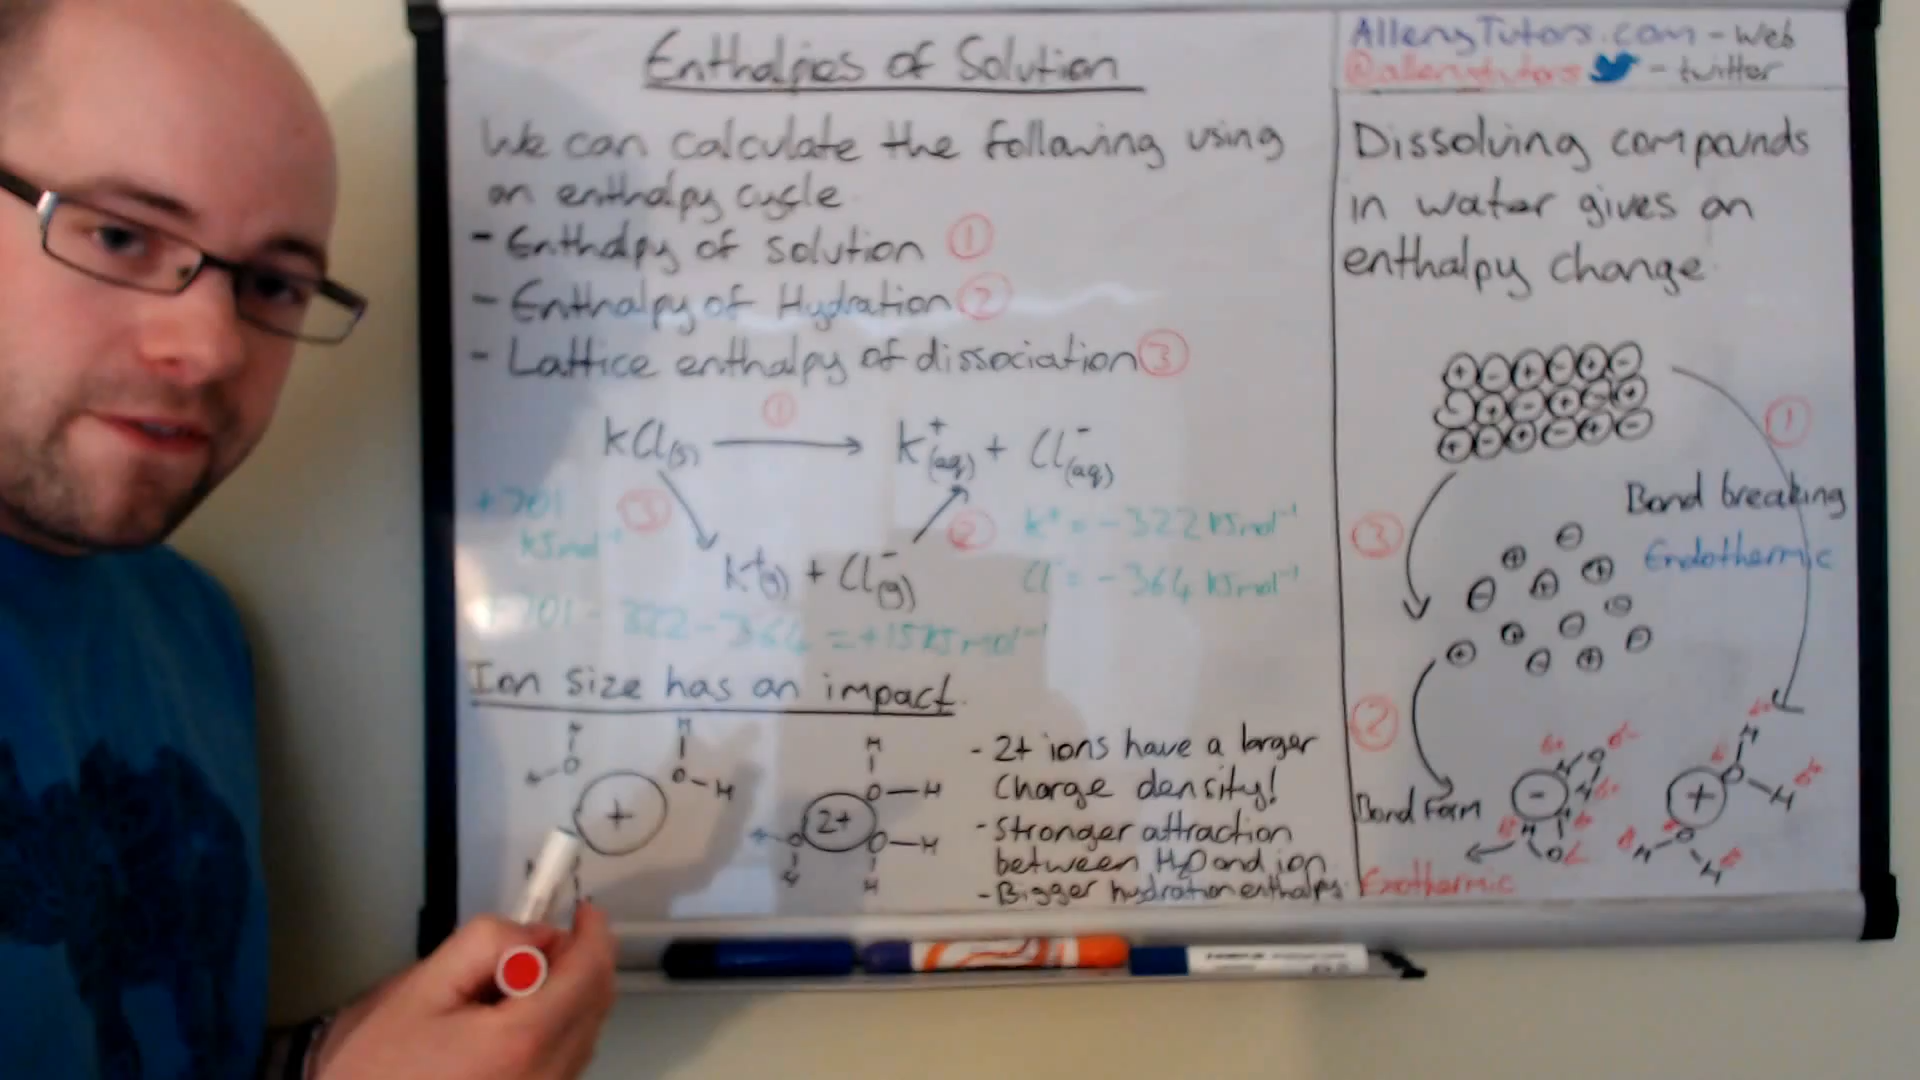 Enthalpies of Solution
We can calculate the following using
an enthalpy cycle.
- Enthalpy of solution ①
- Enthalpy of Hydration ②
- Lattice enthalpy of dissociation ③
①
KCl(s) → K+(aq) + Cl-(aq)
+701
kJmol-1
③
②
K+ = -322 kJmol-1
Cl- = -364 kJmol-1
K+(g) + Cl-(g)
+701 - 322 - 364 = +15 kJmol-1
Ion size has an impact.
H
O
+
H
O - H
H
H
O - H
2+
O - H
O
H
H
- 2+ ions have a larger
Charge density!
- Stronger attraction
between H2O and ion
- Bigger hydration enthalpy
AlleryTutors.com - Web
@allerytutors - twitter
Dissolving compounds
in water gives an
enthalpy change.
①
③
Bond breaking
Endothermic
②
Bond Form
Exothermic